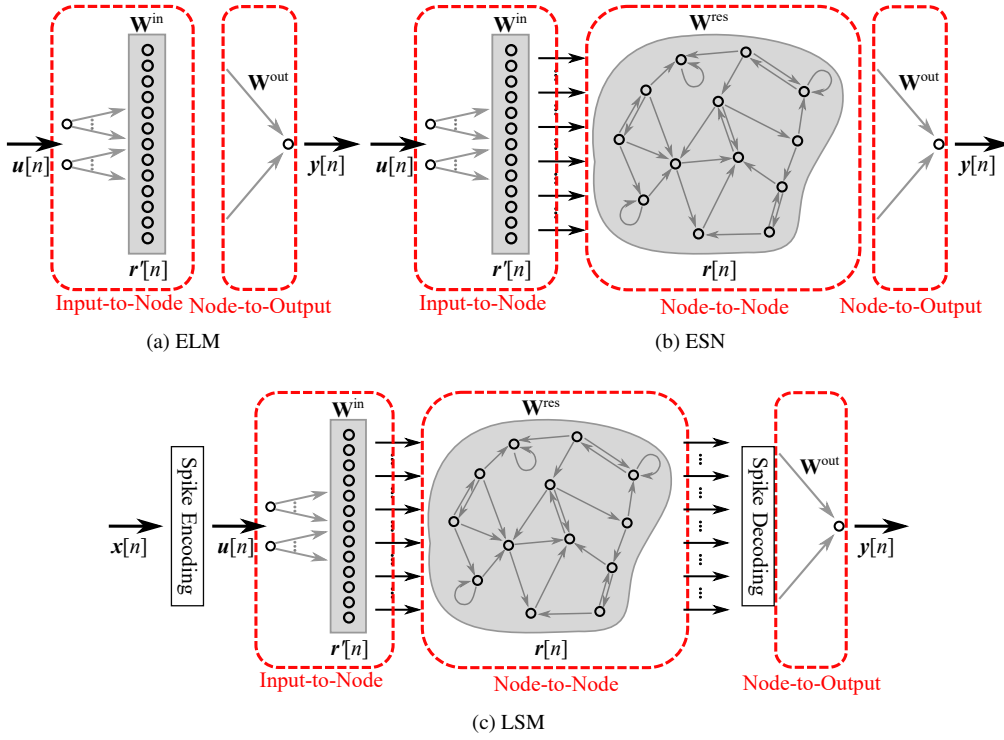 W^in
W^out
u[n]
y[n]
r'[n]
Input-to-Node
Node-to-Output
(a) ELM
W^in
W^res
W^out
u[n]
y[n]
r'[n]
r[n]
Input-to-Node
Node-to-Node
Node-to-Output
(b) ESN
W^in
W^res
W^out
Spike Encoding
Spike Decoding
x[n]
u[n]
y[n]
r'[n]
r[n]
Input-to-Node
Node-to-Node
Node-to-Output
(c) LSM